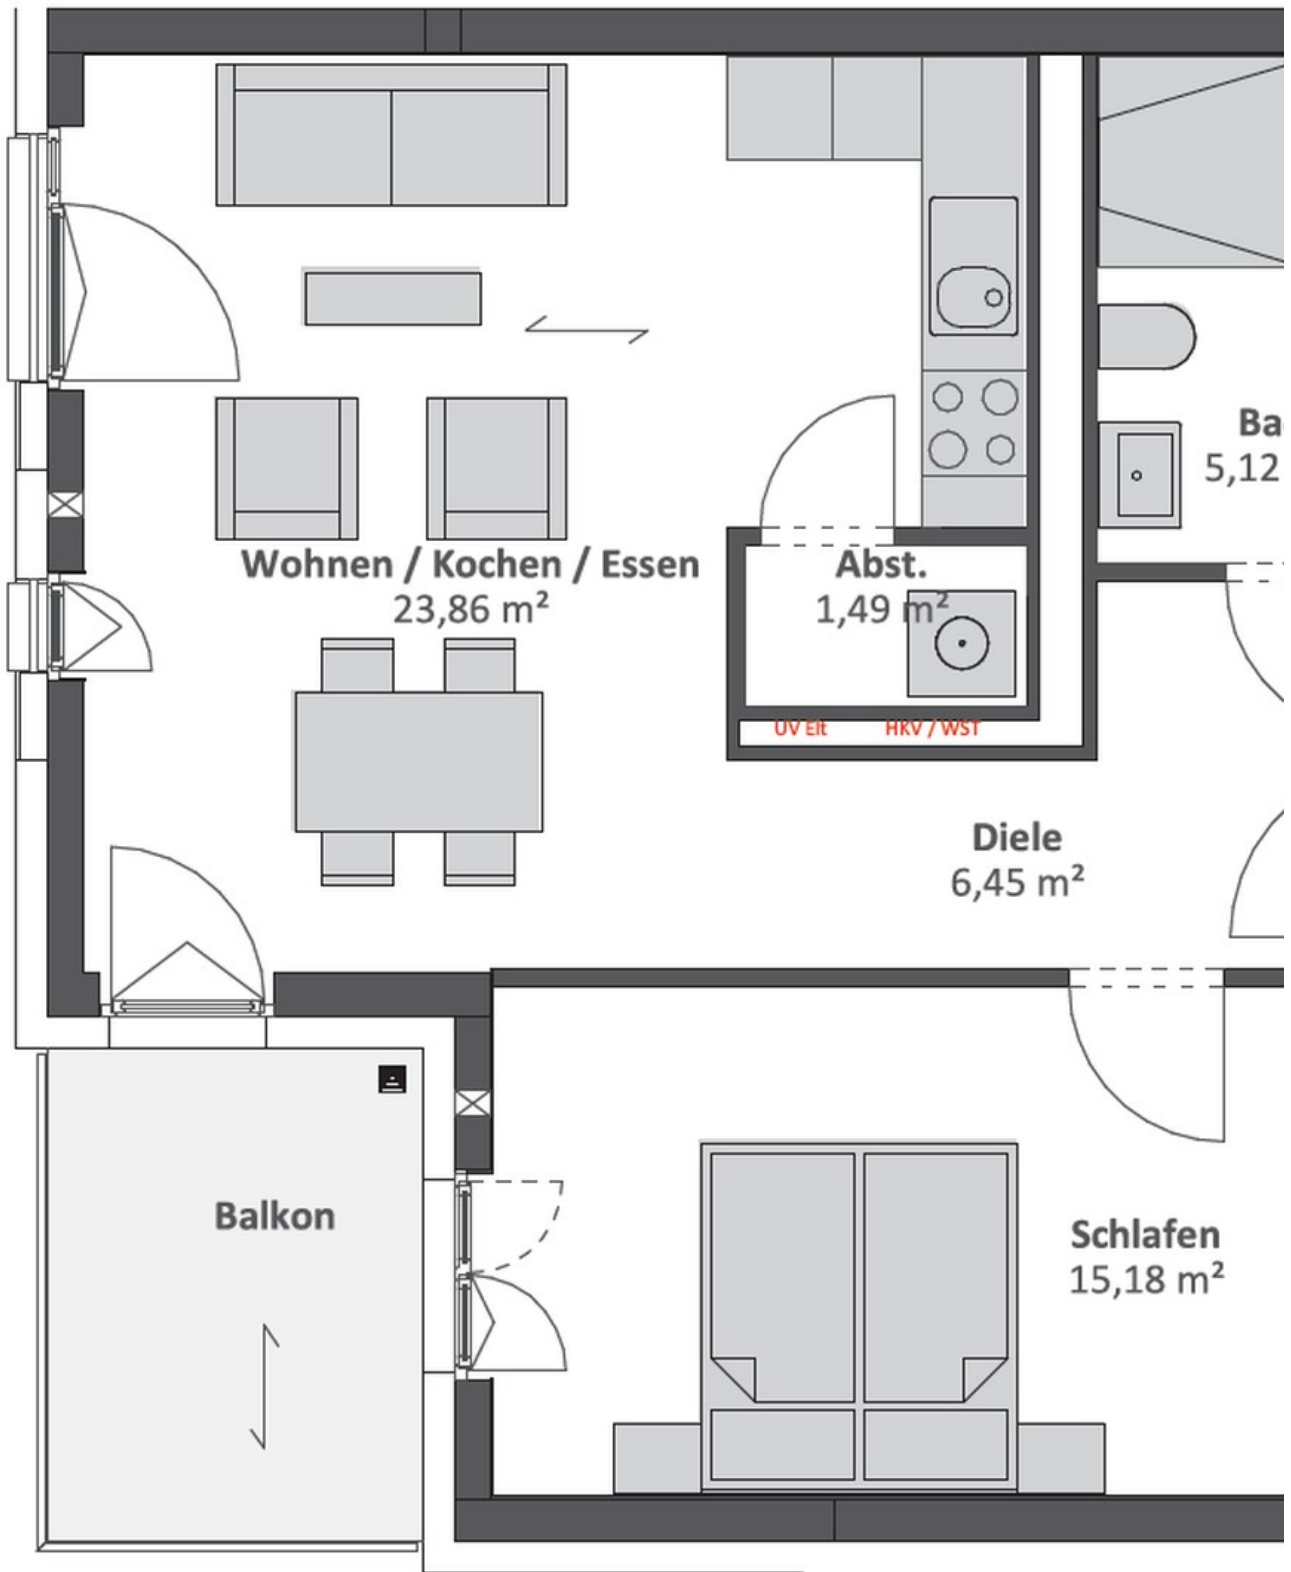 Ba
5,12
Wohnen / Kochen / Essen
23,86 m²
Abst.
1,49 m²
UV Elt
HKV / WST
Diele
6,45 m²
Balkon
Schlafen
15,18 m²